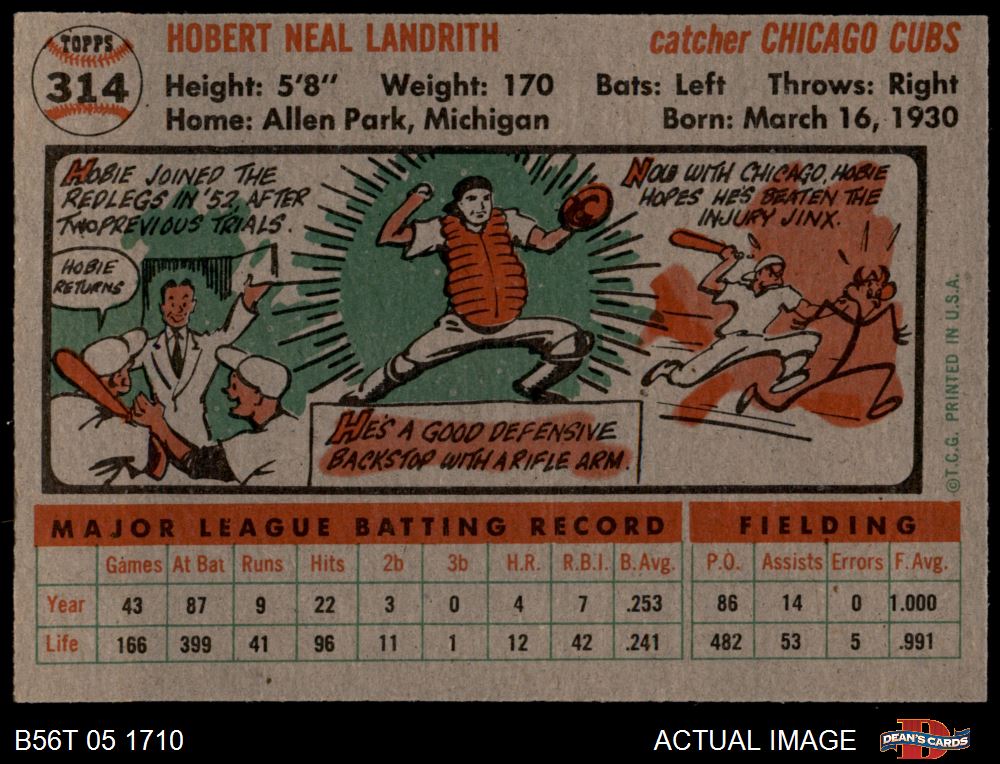 TOPPS
314
HOBERT NEAL LANDRITH
catcher CHICAGO CUBS
Height: 5'8" Weight: 170 Bats: Left Throws: Right
Home: Allen Park, Michigan Born: March 16, 1930
HOBIE JOINED THE
REDLEGS IN '52, AFTER
TWO PREVIOUS TRIALS.
HOBIE
RETURNS
HE'S A GOOD DEFENSIVE
BACKSTOP WITH A RIFLE ARM.
NOW WITH CHICAGO, HOBIE
HOPES HE'S BEATEN THE
INJURY JINX.
©T.C.G. PRINTED IN U.S.A.
MAJOR LEAGUE BATTING RECORD FIELDING
Games At Bat Runs Hits 2b 3b H.R. R.B.I. B.Avg. P.O. Assists Errors F. Avg.
Year 43 87 9 22 3 0 4 7 .253 86 14 0 1.000
Life 166 399 41 96 11 1 12 42 .241 482 53 5 .991
B56T 05 1710
ACTUAL IMAGE
DEAN'S CARDS